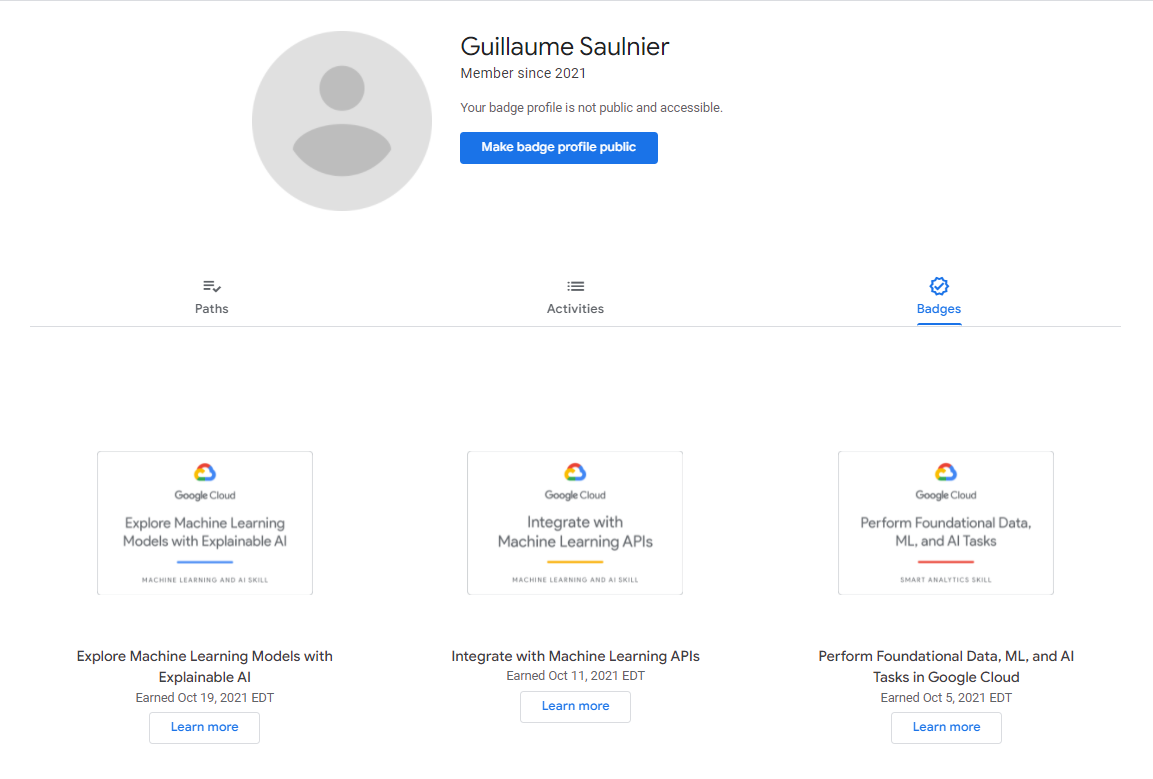 Guillaume Saulnier
Member since 2021
Your badge profile is not public and accessible.
Make badge profile public
Paths
Activities
Badges
Google Cloud
Explore Machine Learning
Models with Explainable AI
MACHINE LEARNING AND AI SKILL
Google Cloud
Integrate with
Machine Learning APIs
MACHINE LEARNING AND AI SKILL
Google Cloud
Perform Foundational Data,
ML, and AI Tasks
SMART ANALYTICS SKILL
Explore Machine Learning Models with
Explainable AI
Earned Oct 19, 2021 EDT
Learn more
Integrate with Machine Learning APIs
Earned Oct 11, 2021 EDT
Learn more
Perform Foundational Data, ML, and AI
Tasks in Google Cloud
Earned Oct 5, 2021 EDT
Learn more